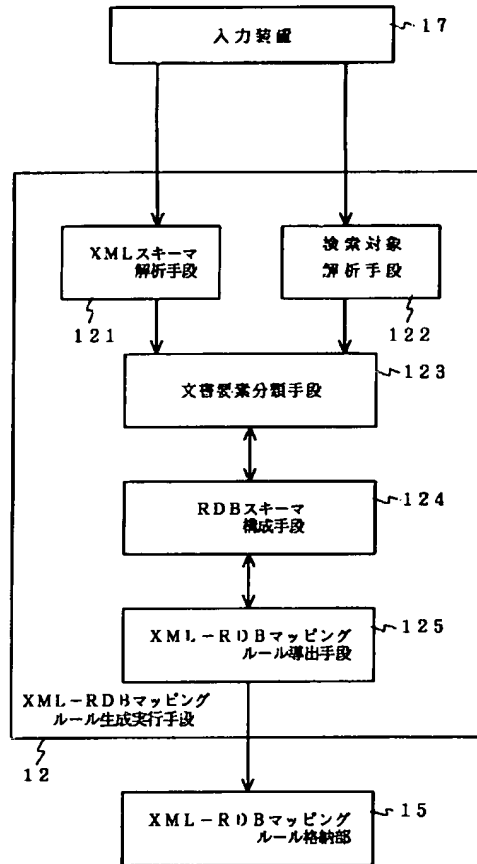 入力装置
17
XMLスキーマ
解析手段
検索対象
解析手段
121
122
文書要素分類手段
123
RDBスキーマ
構成手段
124
XML-RDBマッピング
ルール導出手段
125
XML-RDBマッピング
ルール生成実行手段
12
XML-RDBマッピング
ルール格納部
15